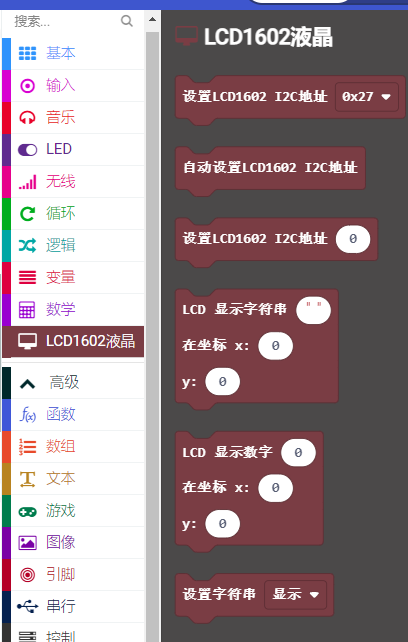 搜索...
基本
输入
音乐
LED
无线
循环
逻辑
变量
数学
LCD1602液晶
高级
f(x) 函数
数组
T 文本
游戏
图像
引脚
串行
控制
LCD1602液晶
设置LCD1602 I2C地址 0x27
自动设置LCD1602 I2C地址
设置LCD1602 I2C地址 0
LCD 显示字符串 " "
在坐标 x: 0
y: 0
LCD 显示数字 0
在坐标 x: 0
y: 0
设置字符串 显示